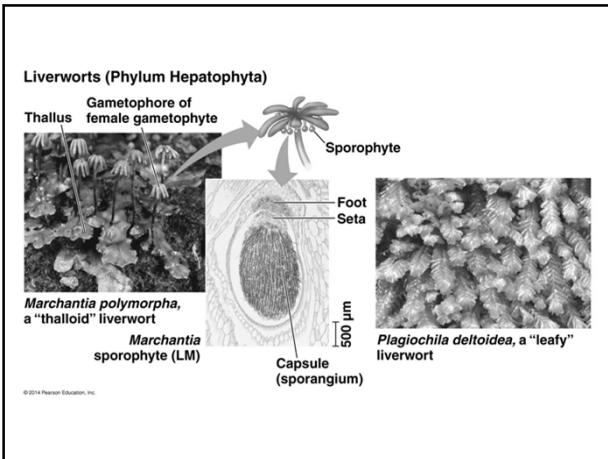 Liverworts (Phylum Hepatophyta)
Gametophore of
female gametophyte
Thallus
Sporophyte
Foot
Seta
500 µm
Marchantia polymorpha,
a “thalloid” liverwort
Marchantia
sporophyte (LM)
Capsule
(sporangium)
Plagiochila deltoidea, a “leafy”
liverwort
© 2014 Pearson Education, Inc.